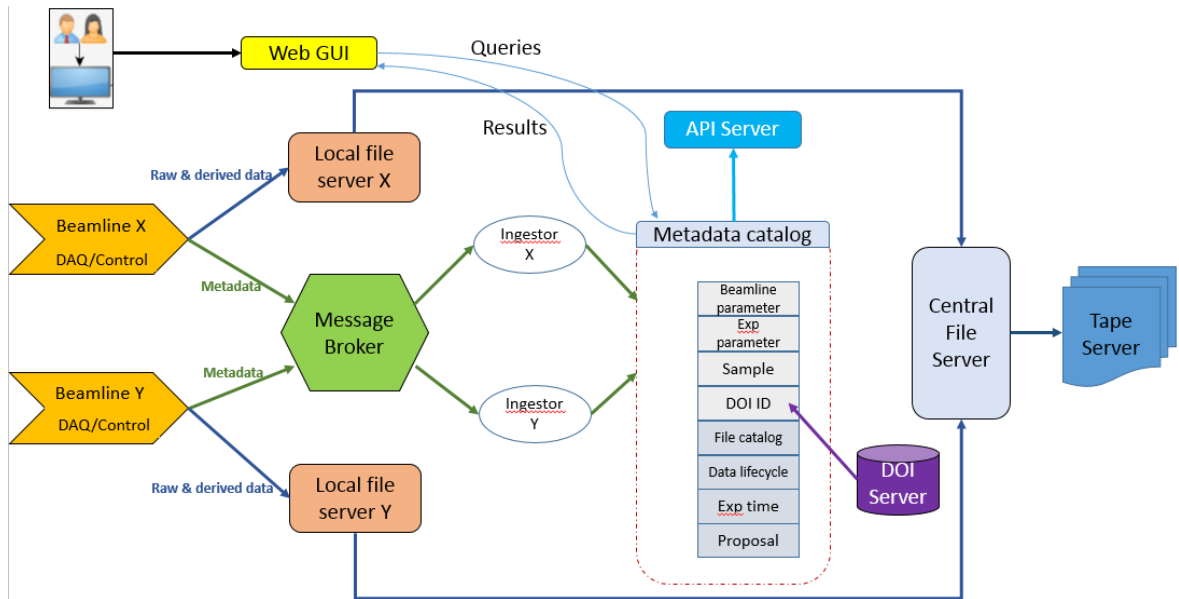 Web GUI
Queries
Results
API Server
Local file
server X
Raw & derived data
Beamline X
DAQ/Control
Metadata
Ingestor
X
Metadata catalog
Message
Broker
Beamline
parameter
Exp
parameter
Sample
DOI ID
File catalog
Data lifecycle
Exp time
Proposal
Central
File
Server
Tape
Server
Metadata
Beamline Y
DAQ/Control
Ingestor
Y
DOI
Server
Raw & derived data
Local file
server Y